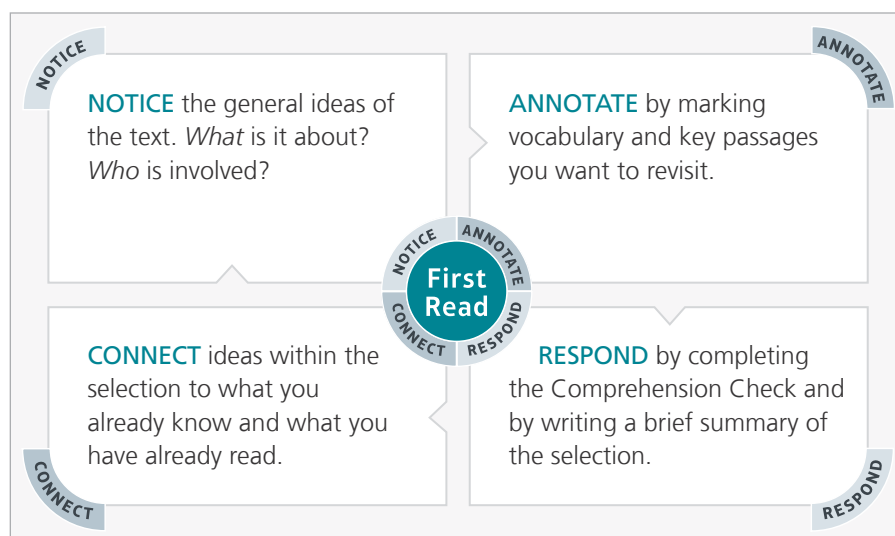 NOTICE
NOTICE the general ideas of
the text. What is it about?
Who is involved?
ANNOTATE
ANNOTATE by marking
vocabulary and key passages
you want to revisit.
NOTICE
ANNOTATE
First
Read
CONNECT
RESPOND
CONNECT ideas within the
selection to what you
already know and what you
have already read.
CONNECT
RESPOND by completing
the Comprehension Check and
by writing a brief summary of
the selection.
RESPOND